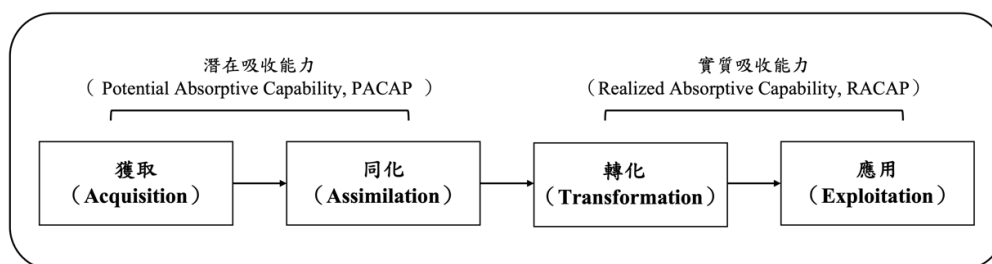 潛在吸收能力
（ Potential Absorptive Capability, PACAP ）
實質吸收能力
（Realized Absorptive Capability, RACAP）
獲取
（Acquisition）
同化
（Assimilation）
轉化
（Transformation）
應用
（Exploitation）